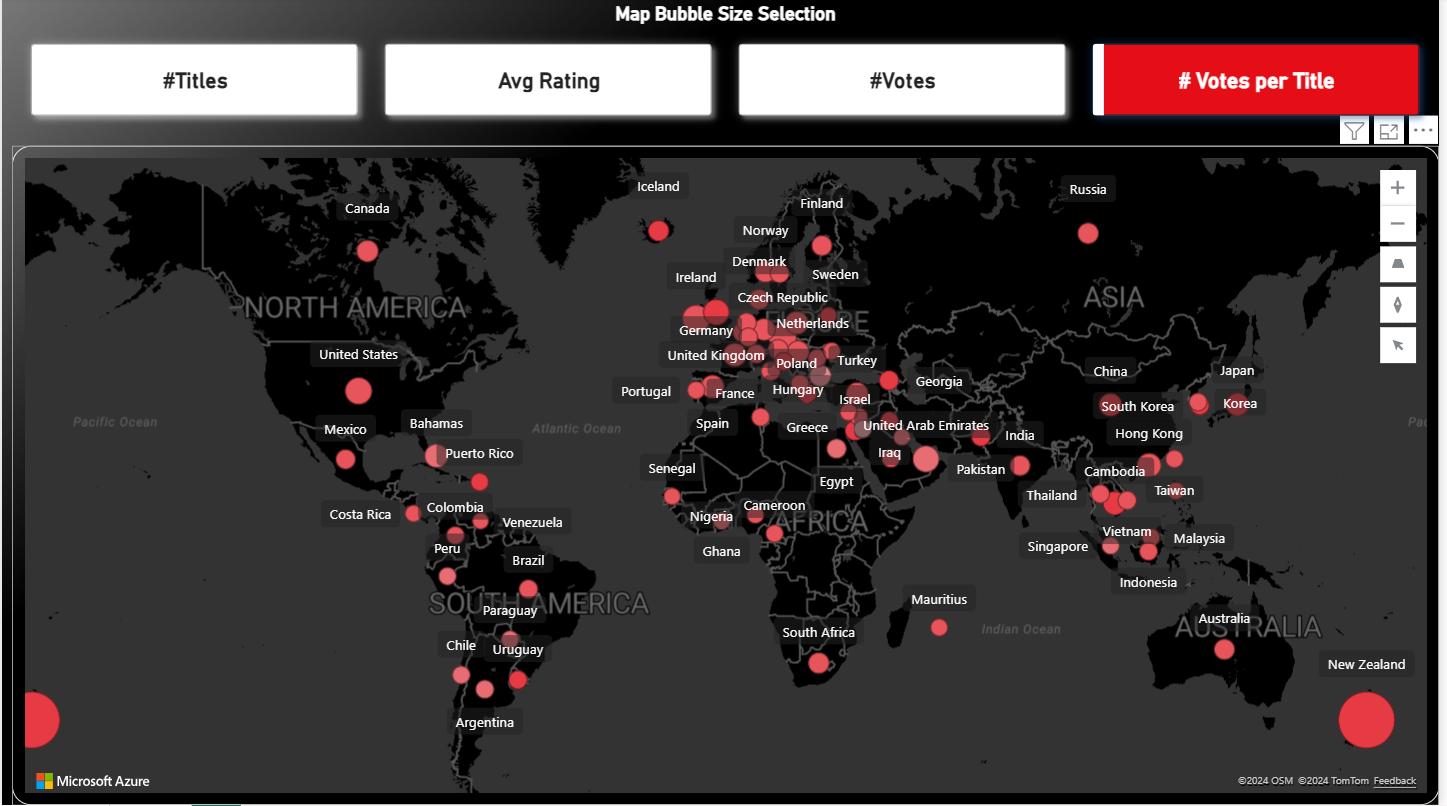 Map Bubble Size Selection
#Titles
Avg Rating
#Votes
# Votes per Title
Iceland
Russia
Canada
Finland
Norway
Denmark
Ireland
Sweden
NORTH AMERICA
Czech Republic
ASIA
EUROPE
Netherlands
Germany
United States
United Kingdom
Poland
Turkey
China
Japan
Georgia
Portugal
France
Hungary
Israel
South Korea
Korea
Pacific Ocean
Mexico
Bahamas
Atlantic Ocean
Spain
Greece
United Arab Emirates
India
Hong Kong
Pac
Puerto Rico
Iraq
Senegal
Pakistan
Cambodia
Egypt
Thailand
Taiwan
Costa Rica
Colombia
Venezuela
Nigeria
Cameroon
AFRICA
Ghana
Vietnam
Malaysia
Singapore
Peru
Brazil
Indonesia
SOUTH AMERICA
Paraguay
Mauritius
Indian Ocean
Chile
Uruguay
South Africa
Australia
AUSTRALIA
New Zealand
Argentina
Microsoft Azure
©2024 OSM ©2024 TomTom Feedback